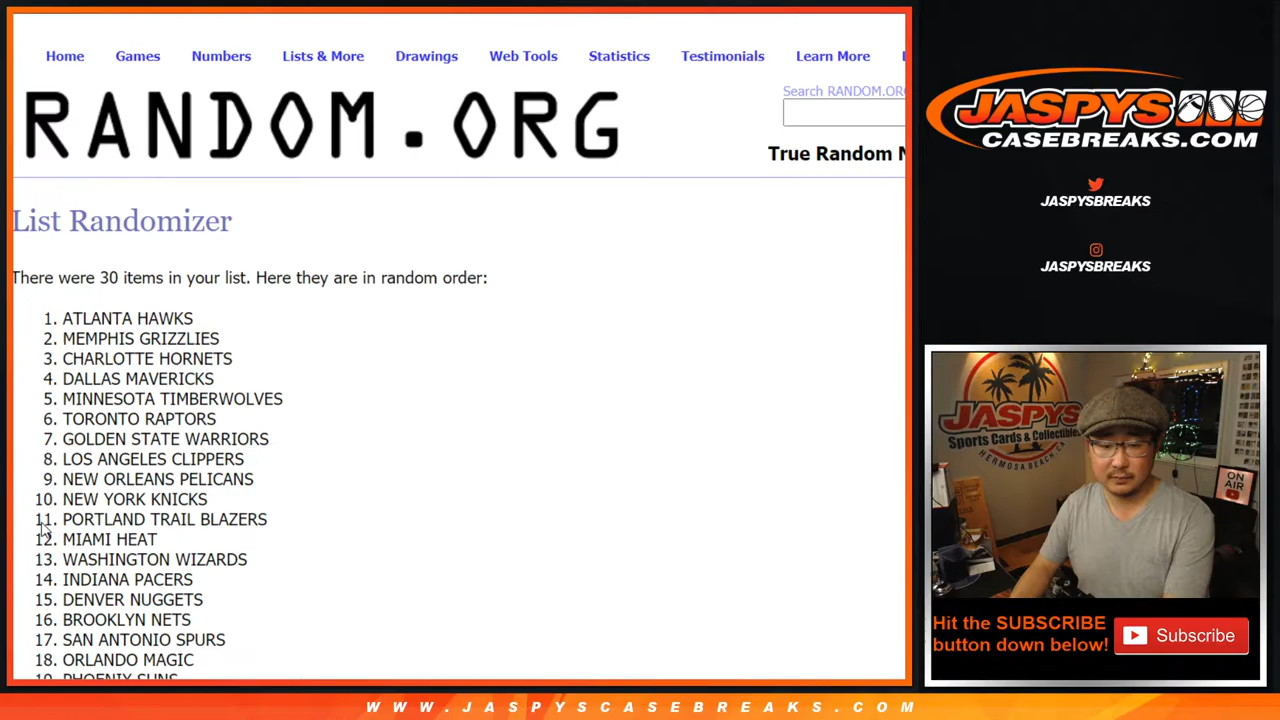 Home Games Numbers Lists & More Drawings Web Tools Statistics Testimonials Learn More
RANDOM.ORG
Search RANDOM.ORG
True Random N
List Randomizer
There were 30 items in your list. Here they are in random order:
1. ATLANTA HAWKS
2. MEMPHIS GRIZZLIES
3. CHARLOTTE HORNETS
4. DALLAS MAVERICKS
5. MINNESOTA TIMBERWOLVES
6. TORONTO RAPTORS
7. GOLDEN STATE WARRIORS
8. LOS ANGELES CLIPPERS
9. NEW ORLEANS PELICANS
10. NEW YORK KNICKS
11. PORTLAND TRAIL BLAZERS
12. MIAMI HEAT
13. WASHINGTON WIZARDS
14. INDIANA PACERS
15. DENVER NUGGETS
16. BROOKLYN NETS
17. SAN ANTONIO SPURS
18. ORLANDO MAGIC
19. PHOENIX SUNS
JASPYS
CASEBREAKS.COM
JASPYSBREAKS
JASPYSBREAKS
JASPYS
Sports Cards & Collectibles
HERMOSA BEACH, CA
ON AIR
Hit the SUBSCRIBE
button down below!
Subscribe
WWW.JASPYSCASEBREAKS.COM